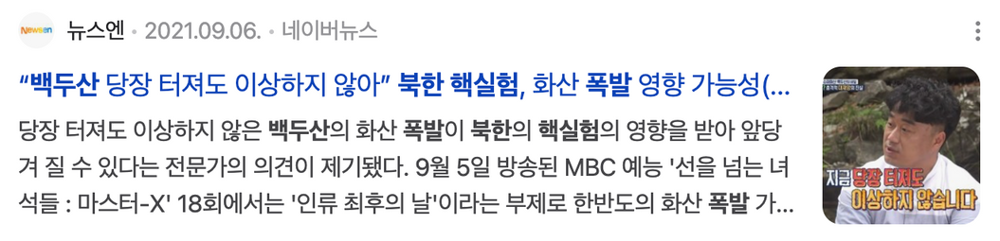 Newsen 뉴스엔 • 2021.09.06. • 네이버뉴스
“백두산 당장 터져도 이상하지 않아” 북한 핵실험, 화산 폭발 영향 가능성(...
당장 터져도 이상하지 않은 백두산의 화산 폭발이 북한의 핵실험의 영향을 받아 앞당
겨 질 수 있다는 전문가의 의견이 제기됐다. 9월 5일 방송된 MBC 예능 '선을 넘는 녀
석들 : 마스터-X' 18회에서는 '인류 최후의 날'이라는 부제로 한반도의 화산 폭발 가...
지금 당장 터져도
이상하지 않습니다